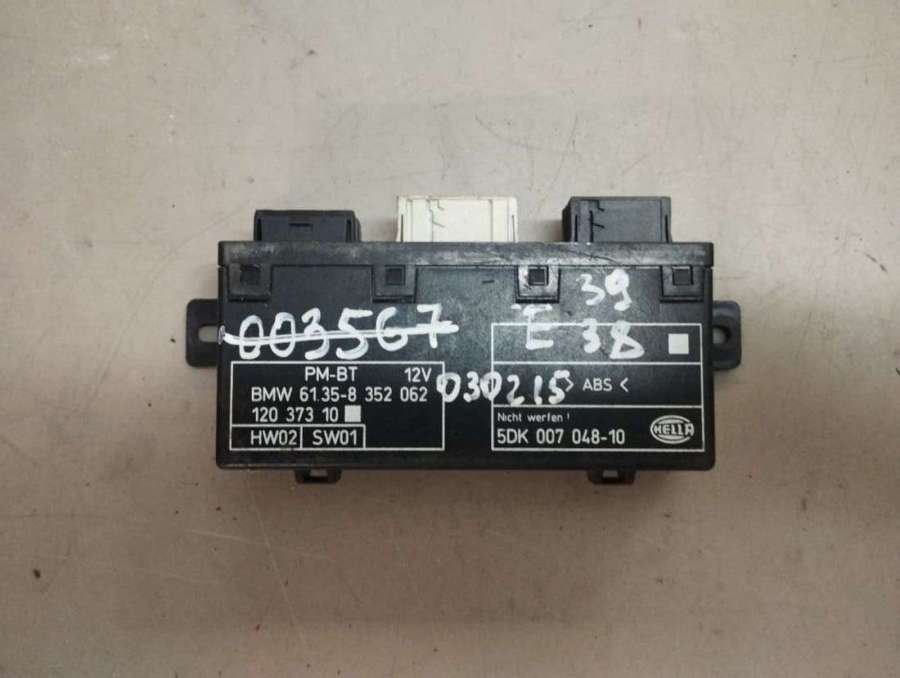 39
003567
E 38
PM-BT 12V
BMW 61.35-8 352 062
030215
> ABS <
120 373 10
Nicht werfen !
HW02 SW01
5DK 007 048-10
HELLA